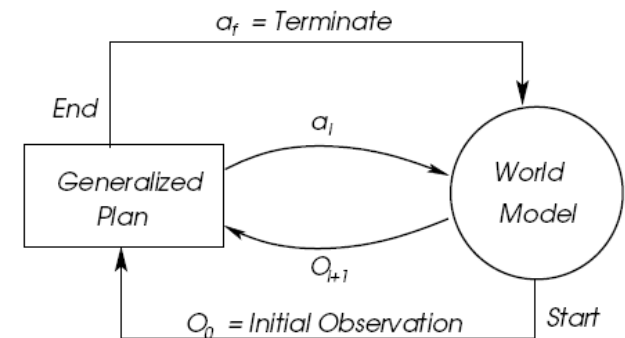 a_f = Terminate
End
a_i
Generalized
Plan
World
Model
O_{i+1}
O_0 = Initial Observation
Start